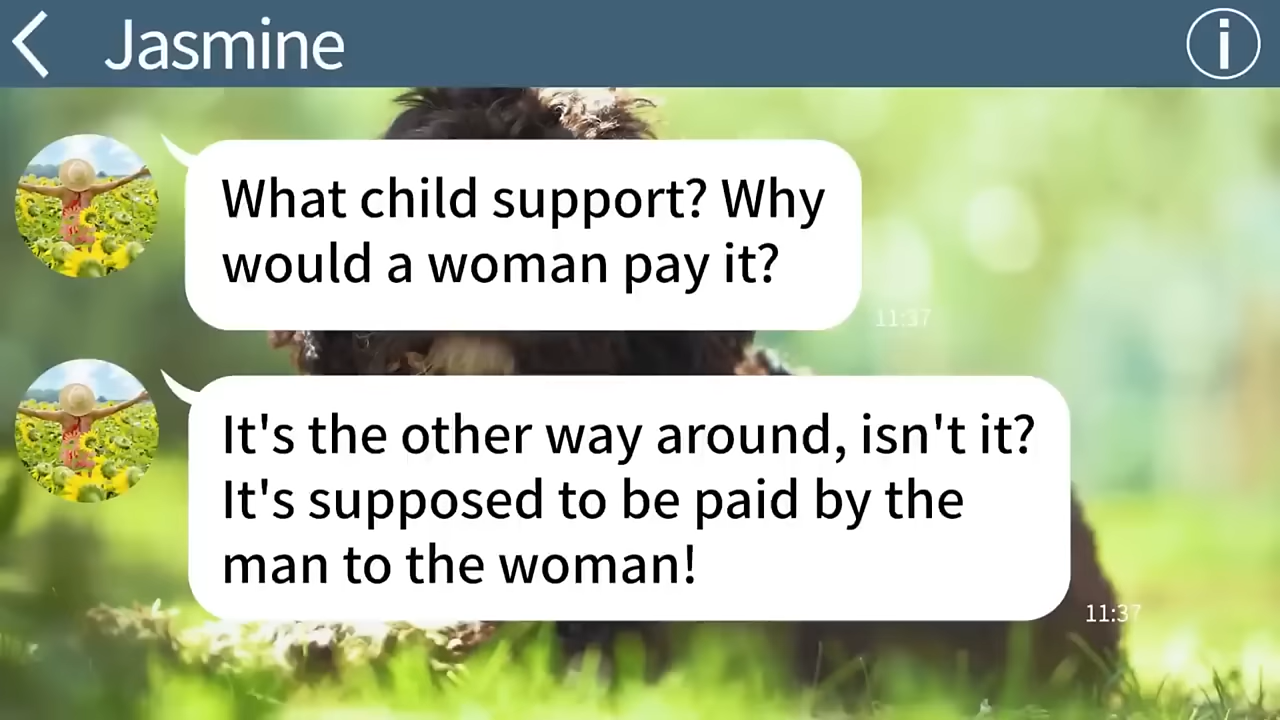 Jasmine
What child support? Why
would a woman pay it?
11:37
It's the other way around, isn't it?
It's supposed to be paid by the
man to the woman!
11:37